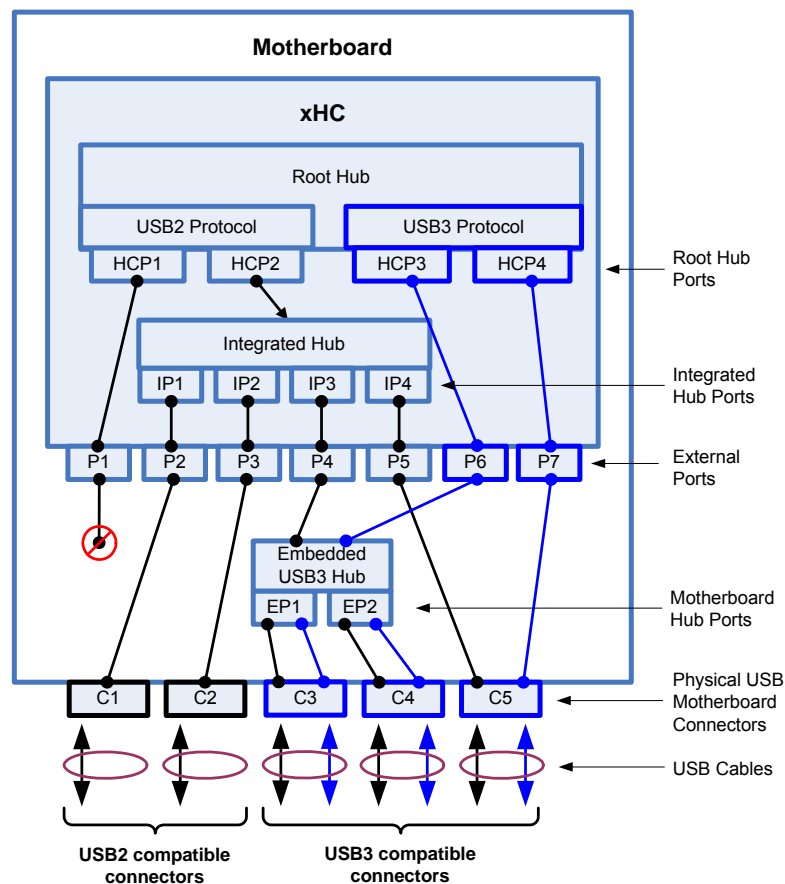 Motherboard
xHC
Root Hub
USB2 Protocol
USB3 Protocol
HCP1
HCP2
HCP3
HCP4
Root Hub
Ports
Integrated Hub
IP1
IP2
IP3
IP4
Integrated
Hub Ports
P1
P2
P3
P4
P5
P6
P7
External
Ports
Embedded
USB3 Hub
EP1
EP2
Motherboard
Hub Ports
C1
C2
C3
C4
C5
Physical USB
Motherboard
Connectors
USB Cables
USB2 compatible
connectors
USB3 compatible
connectors